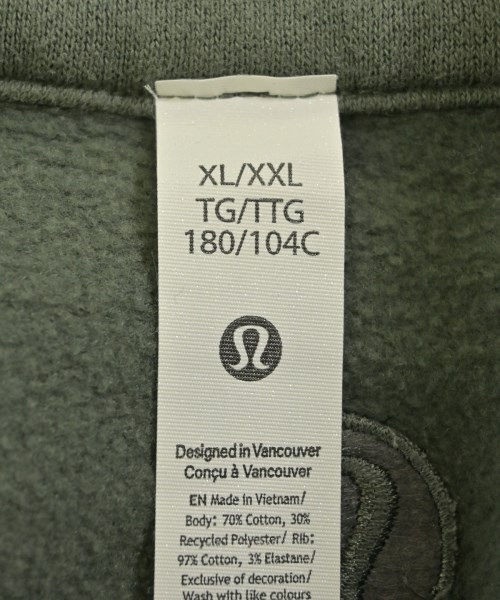 XL/XXL
TG/TTG
180/104C
Designed in Vancouver
Conçu à Vancouver
EN Made in Vietnam/
Body: 70% Cotton, 30%
Recycled Polyester/ Rib:
97% Cotton, 3% Elastane/
Exclusive of decoration/
Wash with like colours